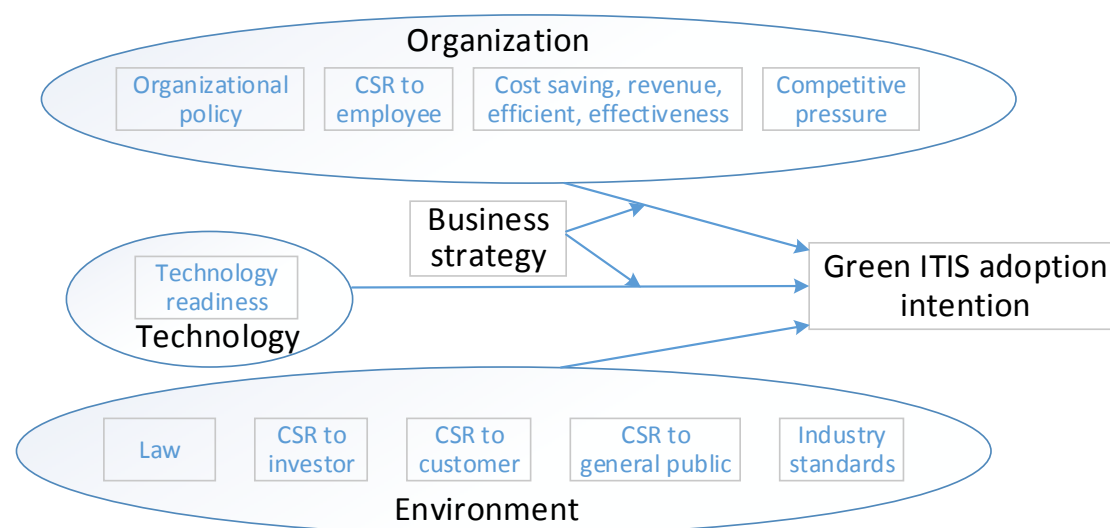 Organization
Organizational
policy
CSR to
employee
Cost saving, revenue,
efficient, effectiveness
Competitive
pressure
Business
strategy
Technology
readiness
Technology
Green ITIS adoption
intention
Law
CSR to
investor
CSR to
customer
CSR to
general public
Industry
standards
Environment